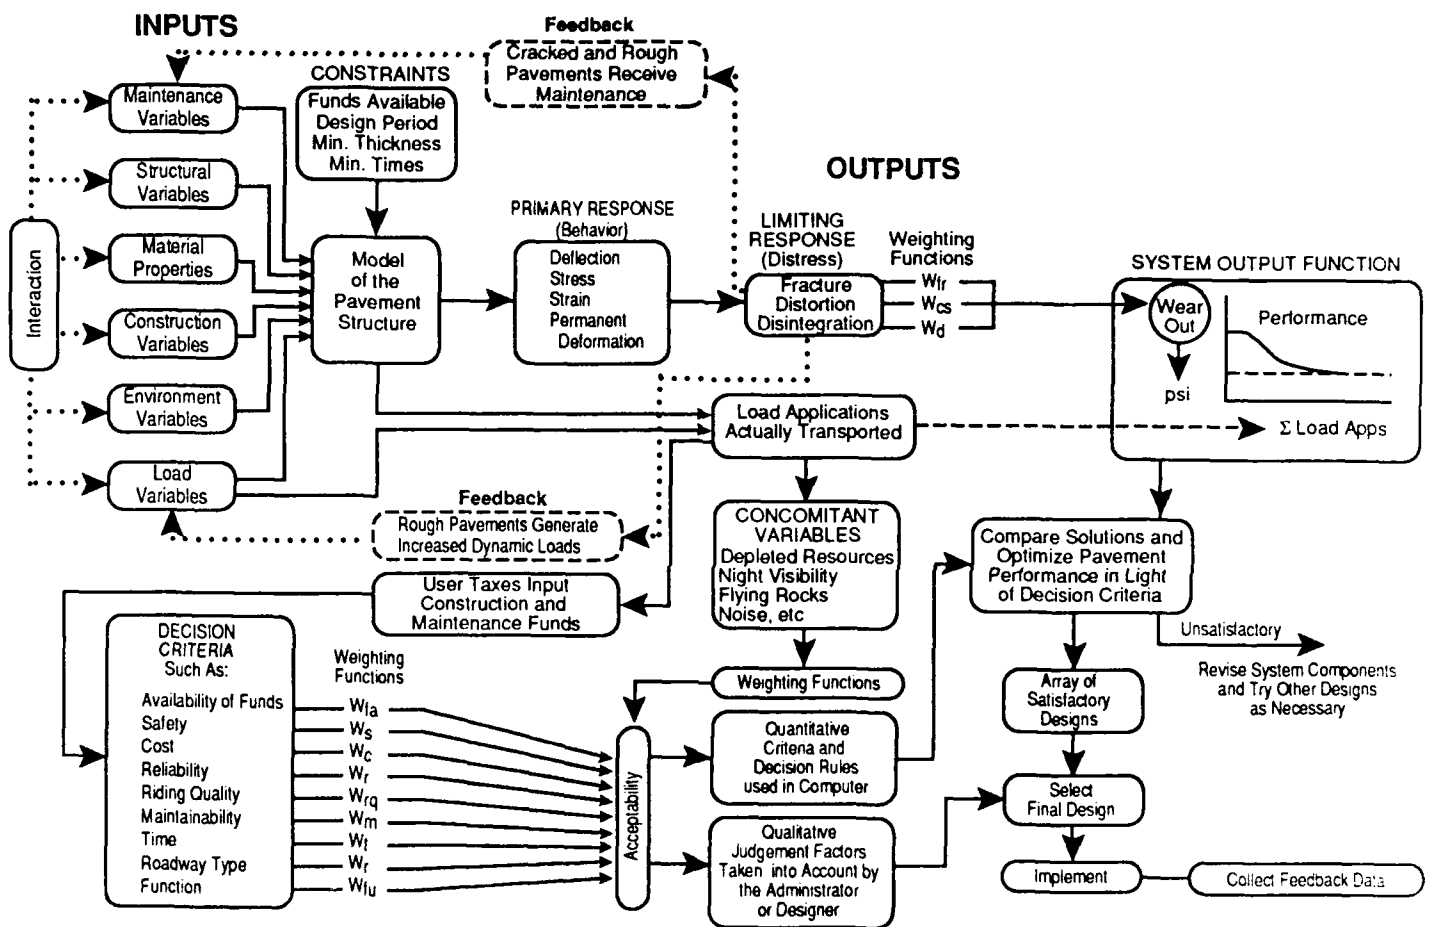 INPUTS
Feedback
Cracked and Rough
Pavements Receive
Maintenance
CONSTRAINTS
Funds Available
Design Period
Min. Thickness
Min. Times
Maintenance
Variables
Structural
Variables
Material
Properties
Construction
Variables
Environment
Variables
Load
Variables
Interaction
Model
of the
Pavement
Structure
PRIMARY RESPONSE
(Behavior)
Deflection
Stress
Strain
Permanent
Deformation
OUTPUTS
LIMITING
RESPONSE
(Distress)
Fracture
Distortion
Disintegration
Weighting
Functions
Wfr
Wcs
Wd
SYSTEM OUTPUT FUNCTION
Wear
Out
psi
Performance
Σ Load Apps
Load Applications
Actually Transported
Feedback
Rough Pavements Generate
Increased Dynamic Loads
User Taxes Input
Construction and
Maintenance Funds
CONCOMITANT
VARIABLES
Depleted Resources
Night Visibility
Flying Rocks
Noise, etc
Weighting Functions
Compare Solutions and
Optimize Pavement
Performance in Light
of Decision Criteria
Unsatisfactory
Revise System Components
and Try Other Designs
as Necessary
Array of
Satisfactory
Designs
Select
Final Design
Implement
Collect Feedback Data
DECISION
CRITERIA
Such As:
Availability of Funds
Safety
Cost
Reliability
Riding Quality
Maintainability
Time
Roadway Type
Function
Weighting
Functions
Wfa
Ws
Wc
Wr
Wrq
Wm
Wt
Wr
Wfu
Acceptability
Quantitative
Criteria and
Decision Rules
used in Computer
Qualitative
Judgement Factors
Taken into Account by
the Administrator
or Designer